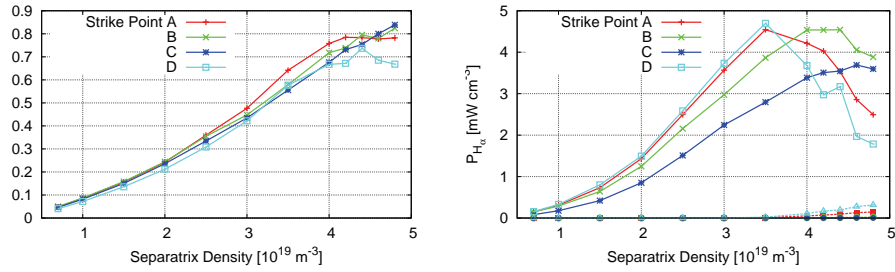 Strike Point A
B
C
D
0.9
0.8
0.7
0.6
0.5
0.4
0.3
0.2
0.1
0
1 2 3 4 5
Separatrix Density [10^19 m^-3]
Strike Point A
B
C
D
P_Hα [mW cm^-3]
5
4
3
2
1
0
1 2 3 4 5
Separatrix Density [10^19 m^-3]